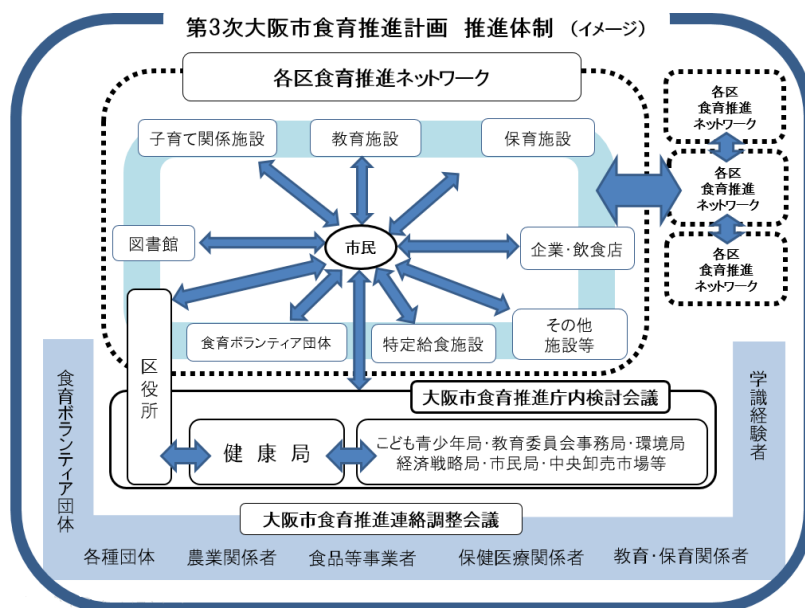 第3次大阪市食育推進計画 推進体制 （イメージ）
各区食育推進ネットワーク
子育て関係施設
教育施設
保育施設
図書館
市民
企業・飲食店
食育ボランティア団体
特定給食施設
その他
施設等
各区
食育推進
ネットワーク
各区
食育推進
ネットワーク
各区
食育推進
ネットワーク
区役所
大阪市食育推進庁内検討会議
健康局
こども青少年局・教育委員会事務局・環境局
経済戦略局・市民局・中央卸売市場等
食育ボランティア団体
学識経験者
大阪市食育推進連絡調整会議
各種団体
農業関係者
食品等事業者
保健医療関係者
教育・保育関係者